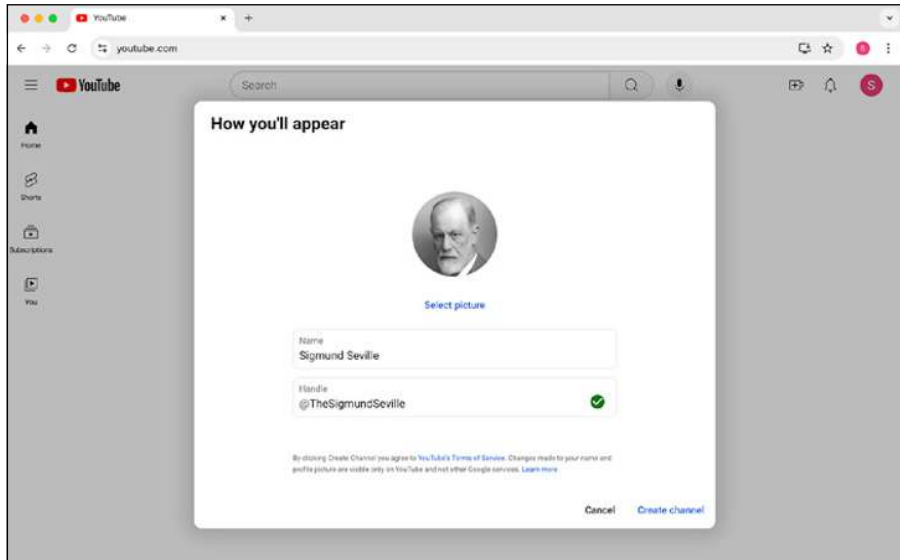 YouTube
youtube.com
S
YouTube
Search
S
Home
Shorts
Subscriptions
You
How you'll appear
Select picture
Name
Sigmund Seville
Handle
@TheSigmundSeville
By clicking Create Channel you agree to YouTube's Terms of Service. Changes made to your name and
profile picture are visible only on YouTube and not other Google services. Learn more
Cancel
Create channel